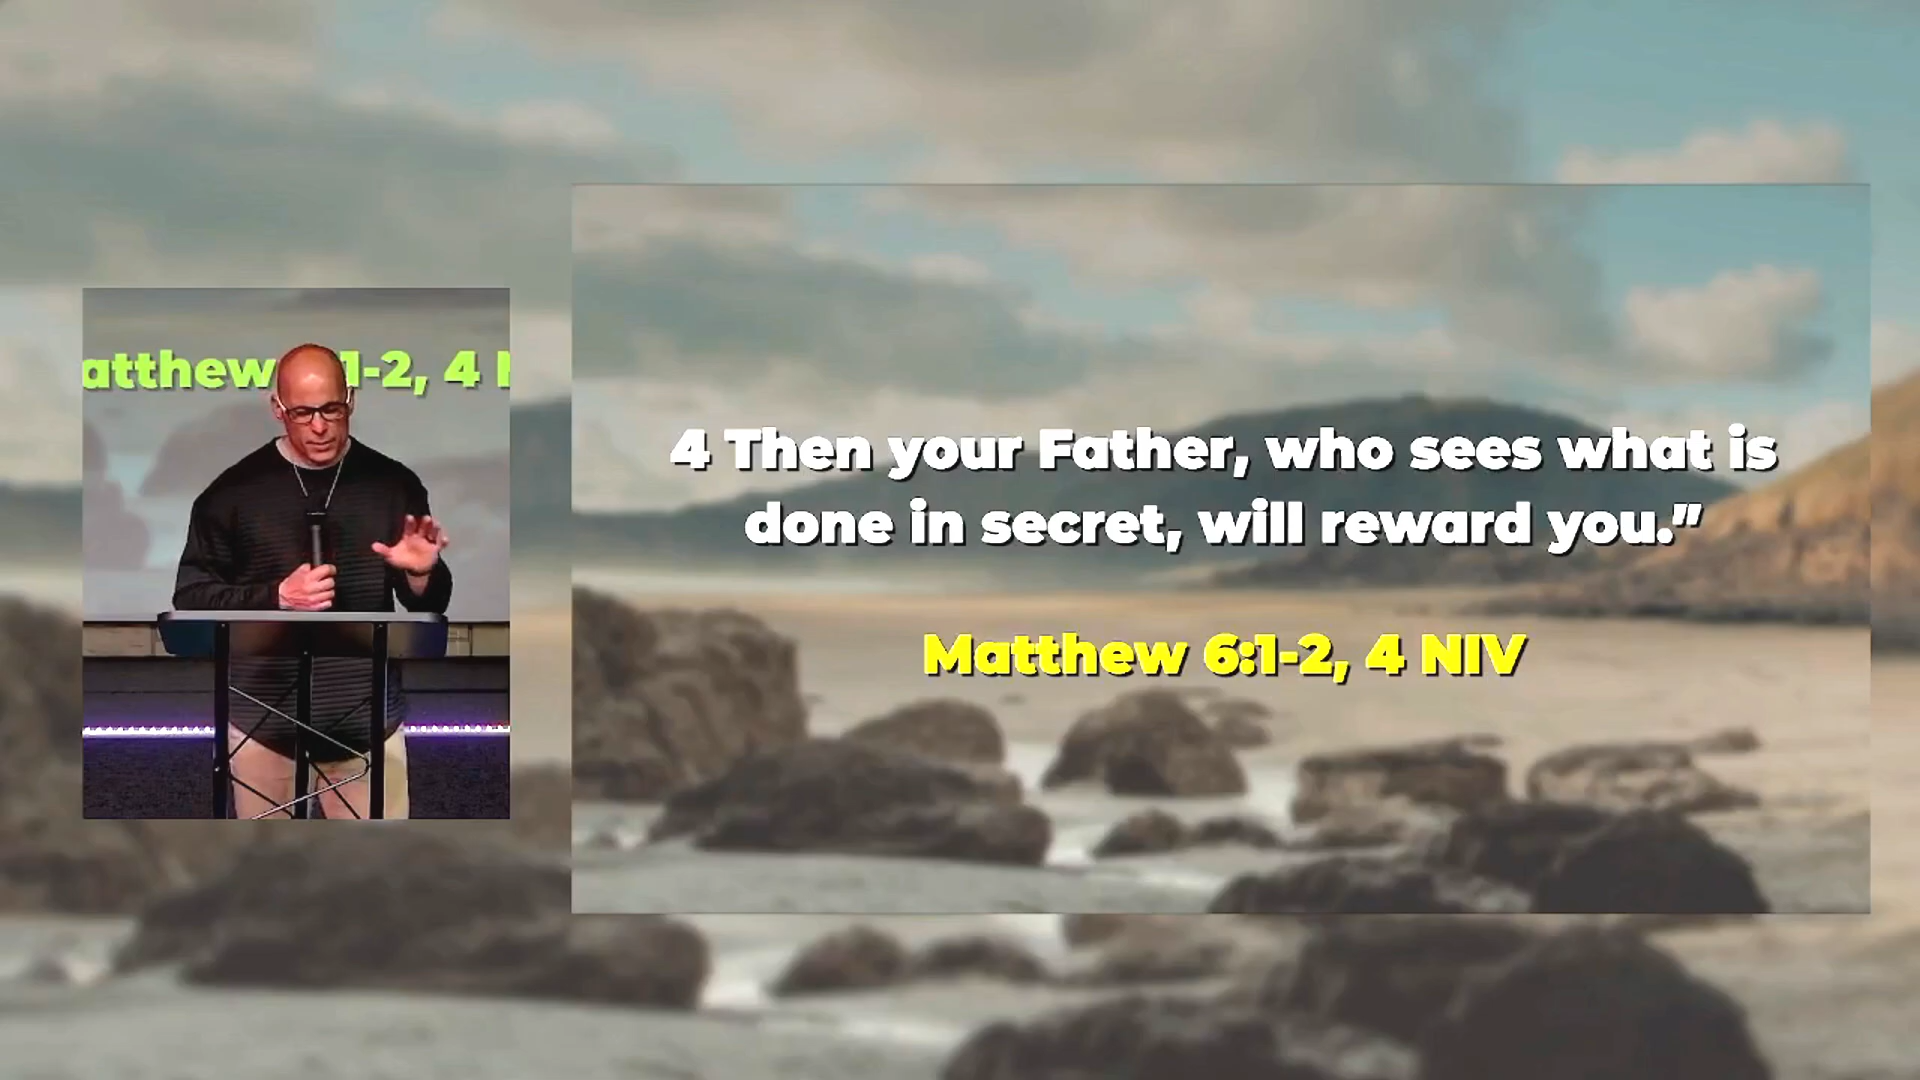 atthew 1-2, 4
4 Then your Father, who sees what is
done in secret, will reward you.”
Matthew 6:1-2, 4 NIV